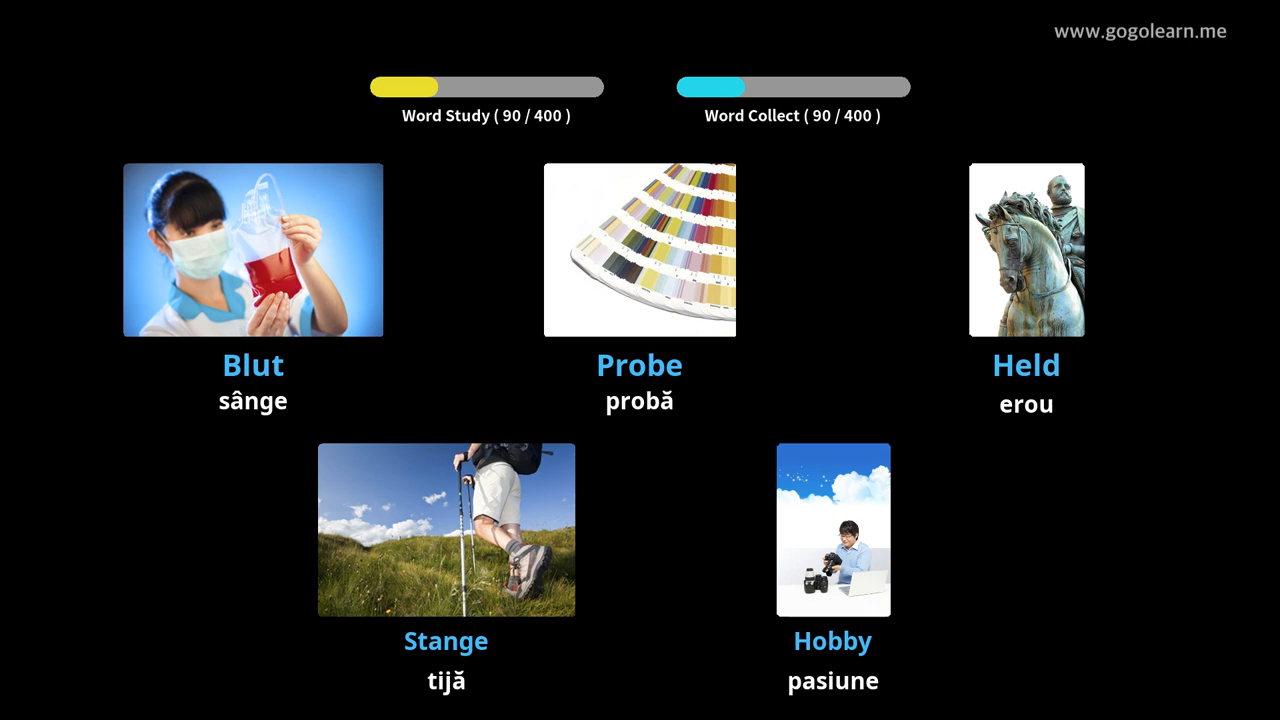 www.gogolearn.me
Word Study ( 90 / 400 )
Word Collect ( 90 / 400 )
Blut
sânge
Probe
probă
Held
erou
Stange
tijă
Hobby
pasiune